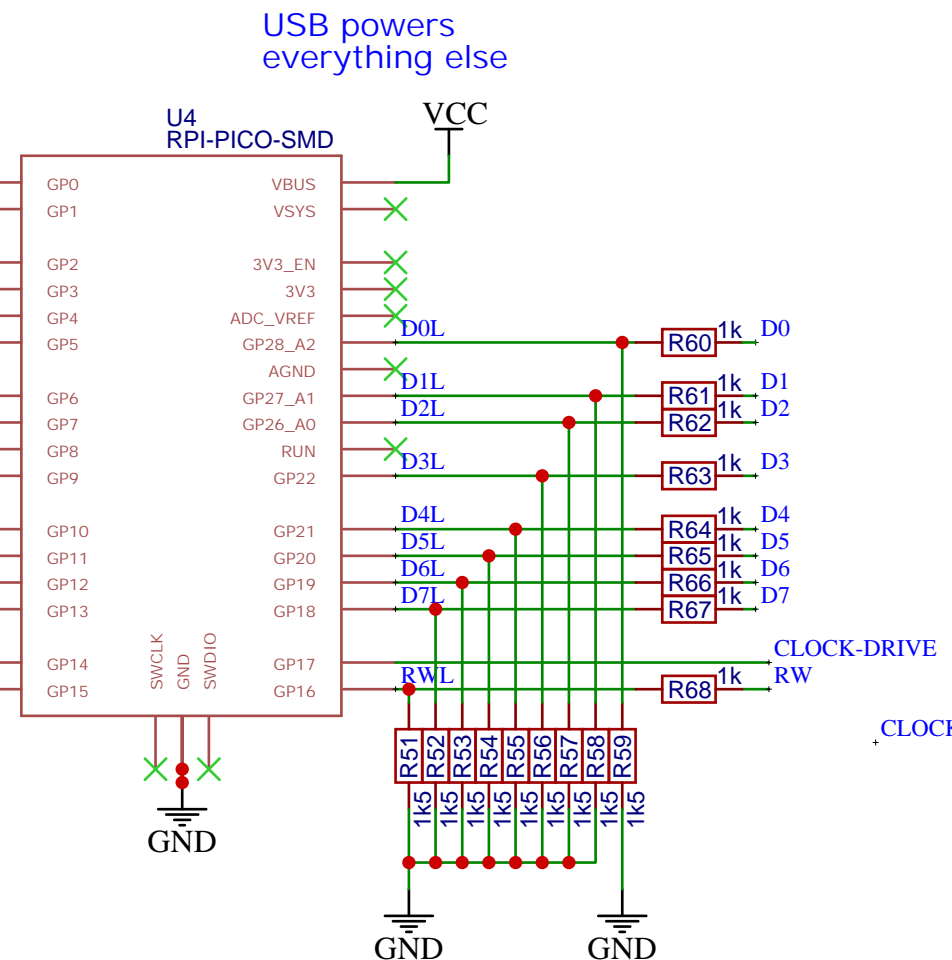 USB powers
everything else
U4
RPI-PICO-SMD
VCC
GP0 VBUS
GP1 VSYS
GP2 3V3_EN
GP3 3V3
GP4 ADC_VREF
GP5 GP28_A2 D0L R60 1k D0
AGND
GP6 GP27_A1 D1L R61 1k D1
GP7 GP26_A0 D2L R62 1k D2
GP8 RUN
GP9 GP22 D3L R63 1k D3
GP10 GP21 D4L R64 1k D4
GP11 GP20 D5L R65 1k D5
GP12 GP19 D6L R66 1k D6
GP13 GP18 D7L R67 1k D7
SWCLK GND SWDIO
GP14 GP17 CLOCK-DRIVE
GP15 GP16 RWL R68 1k RW
R51 R52 R53 R54 R55 R56 R57 R58 R59
1k5 1k5 1k5 1k5 1k5 1k5 1k5 1k5 1k5
GND
GND GND